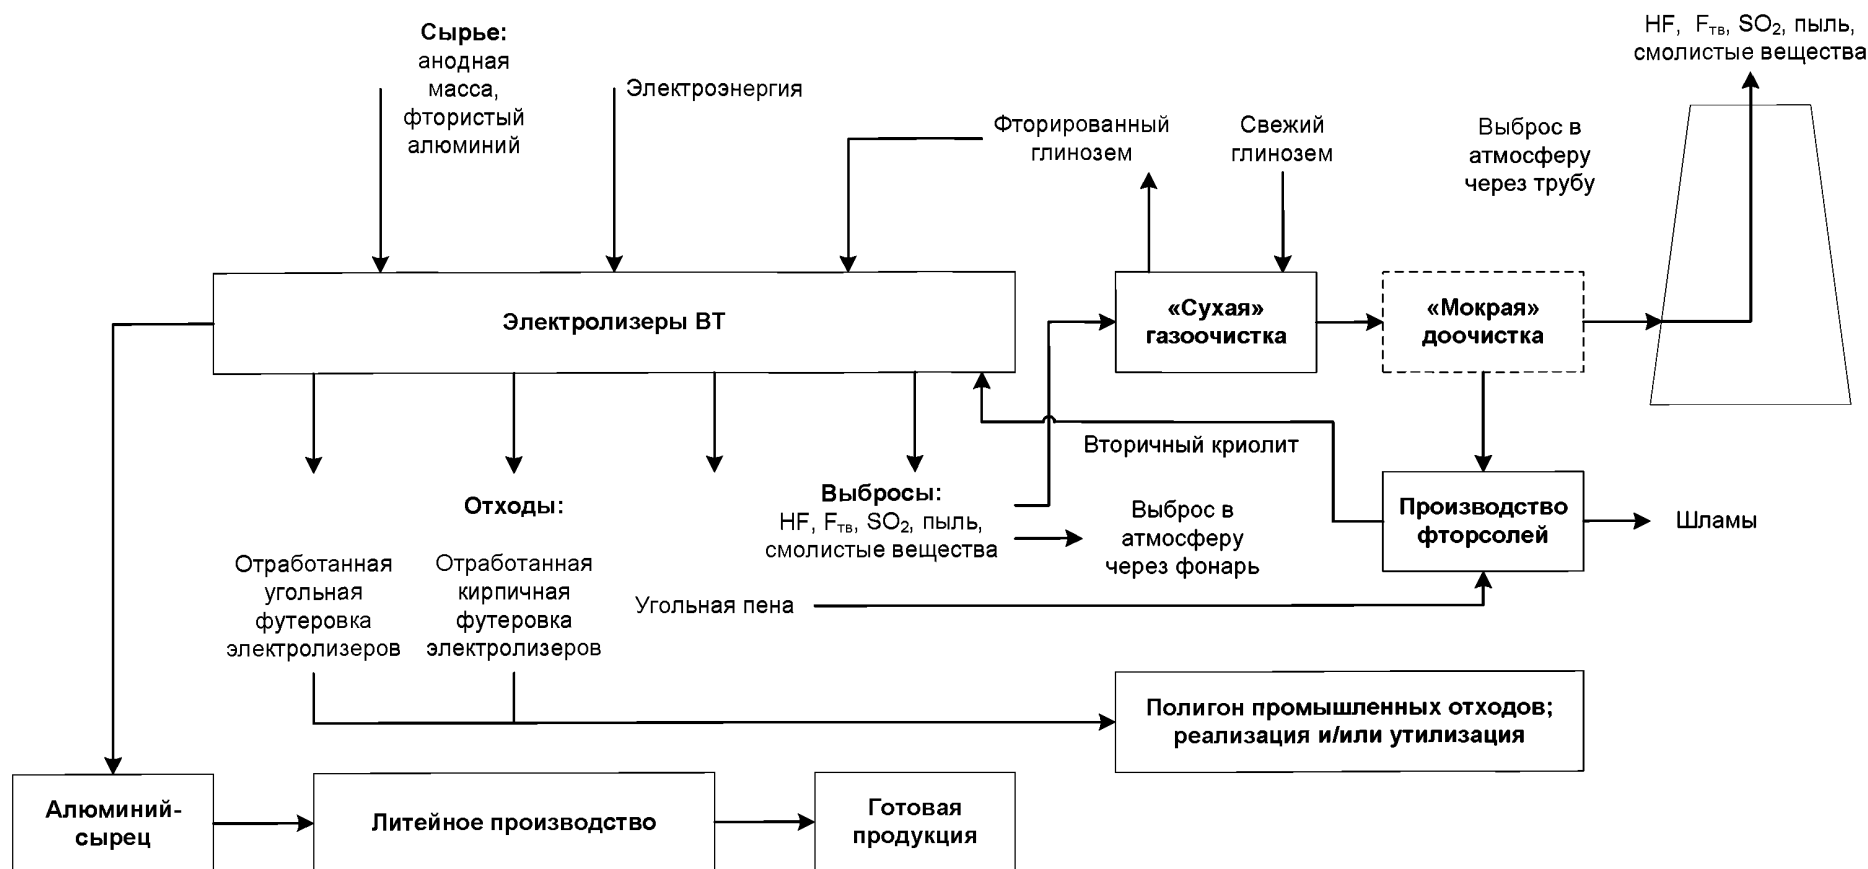 Сырье:
анодная
масса,
фтористый
алюминий
Электроэнергия
Фторированный
глинозем
Свежий
глинозем
Выброс в
атмосферу
через трубу
HF, Fтв, SO2, пыль,
смолистые вещества
Электролизеры ВТ
«Сухая»
газоочистка
«Мокрая»
доочистка
Вторичный криолит
Отходы:
Выбросы:
HF, Fтв, SO2, пыль,
смолистые вещества
Выброс в
атмосферу
через фонарь
Производство
фторсолей
Шламы
Отработанная
угольная
футеровка
электролизеров
Отработанная
кирпичная
футеровка
электролизеров
Угольная пена
Полигон промышленных отходов;
реализация и/или утилизация
Алюминий-
сырец
Литейное производство
Готовая
продукция